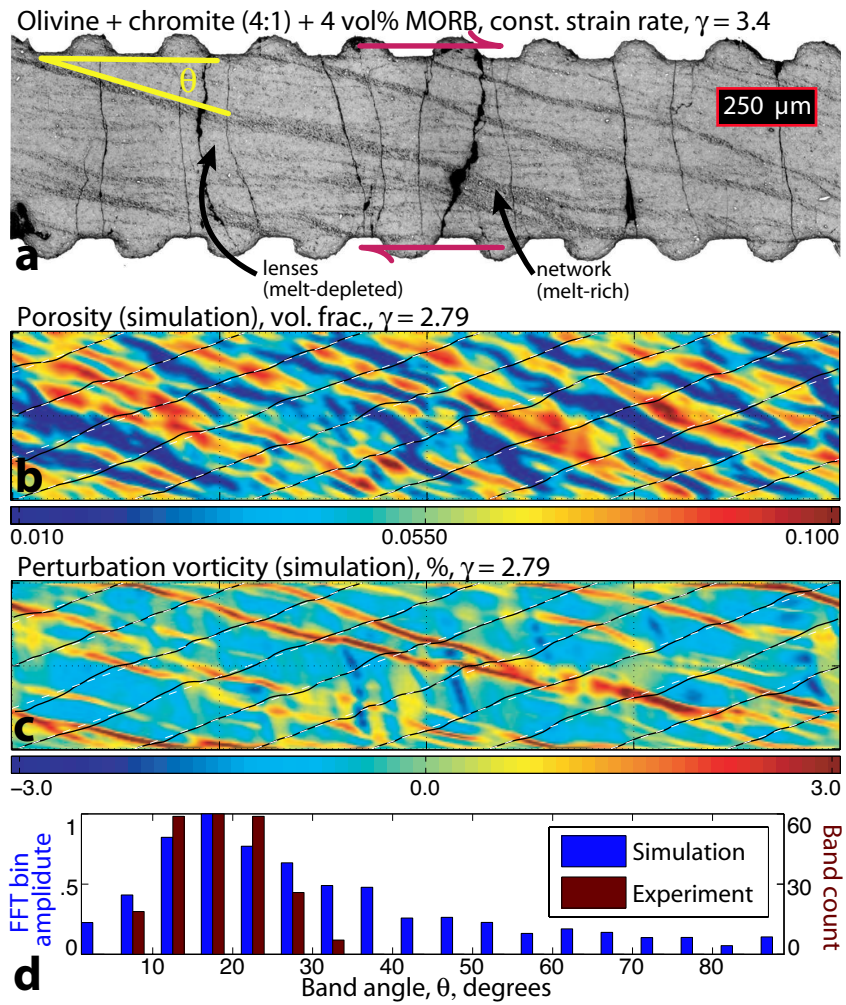 Olivine + chromite (4:1) + 4 vol% MORB, const. strain rate, γ = 3.4
θ
250 µm
a
lenses
(melt-depleted)
network
(melt-rich)
Porosity (simulation), vol. frac., γ = 2.79
b
0.010 0.0550 0.100
Perturbation vorticity (simulation), %, γ = 2.79
c
−3.0 0.0 3.0
1 60
.5 30
0 0
FFT bin
amplidute
Simulation
Experiment
Band count
10 20 30 40 50 60 70 80
d
Band angle, θ, degrees